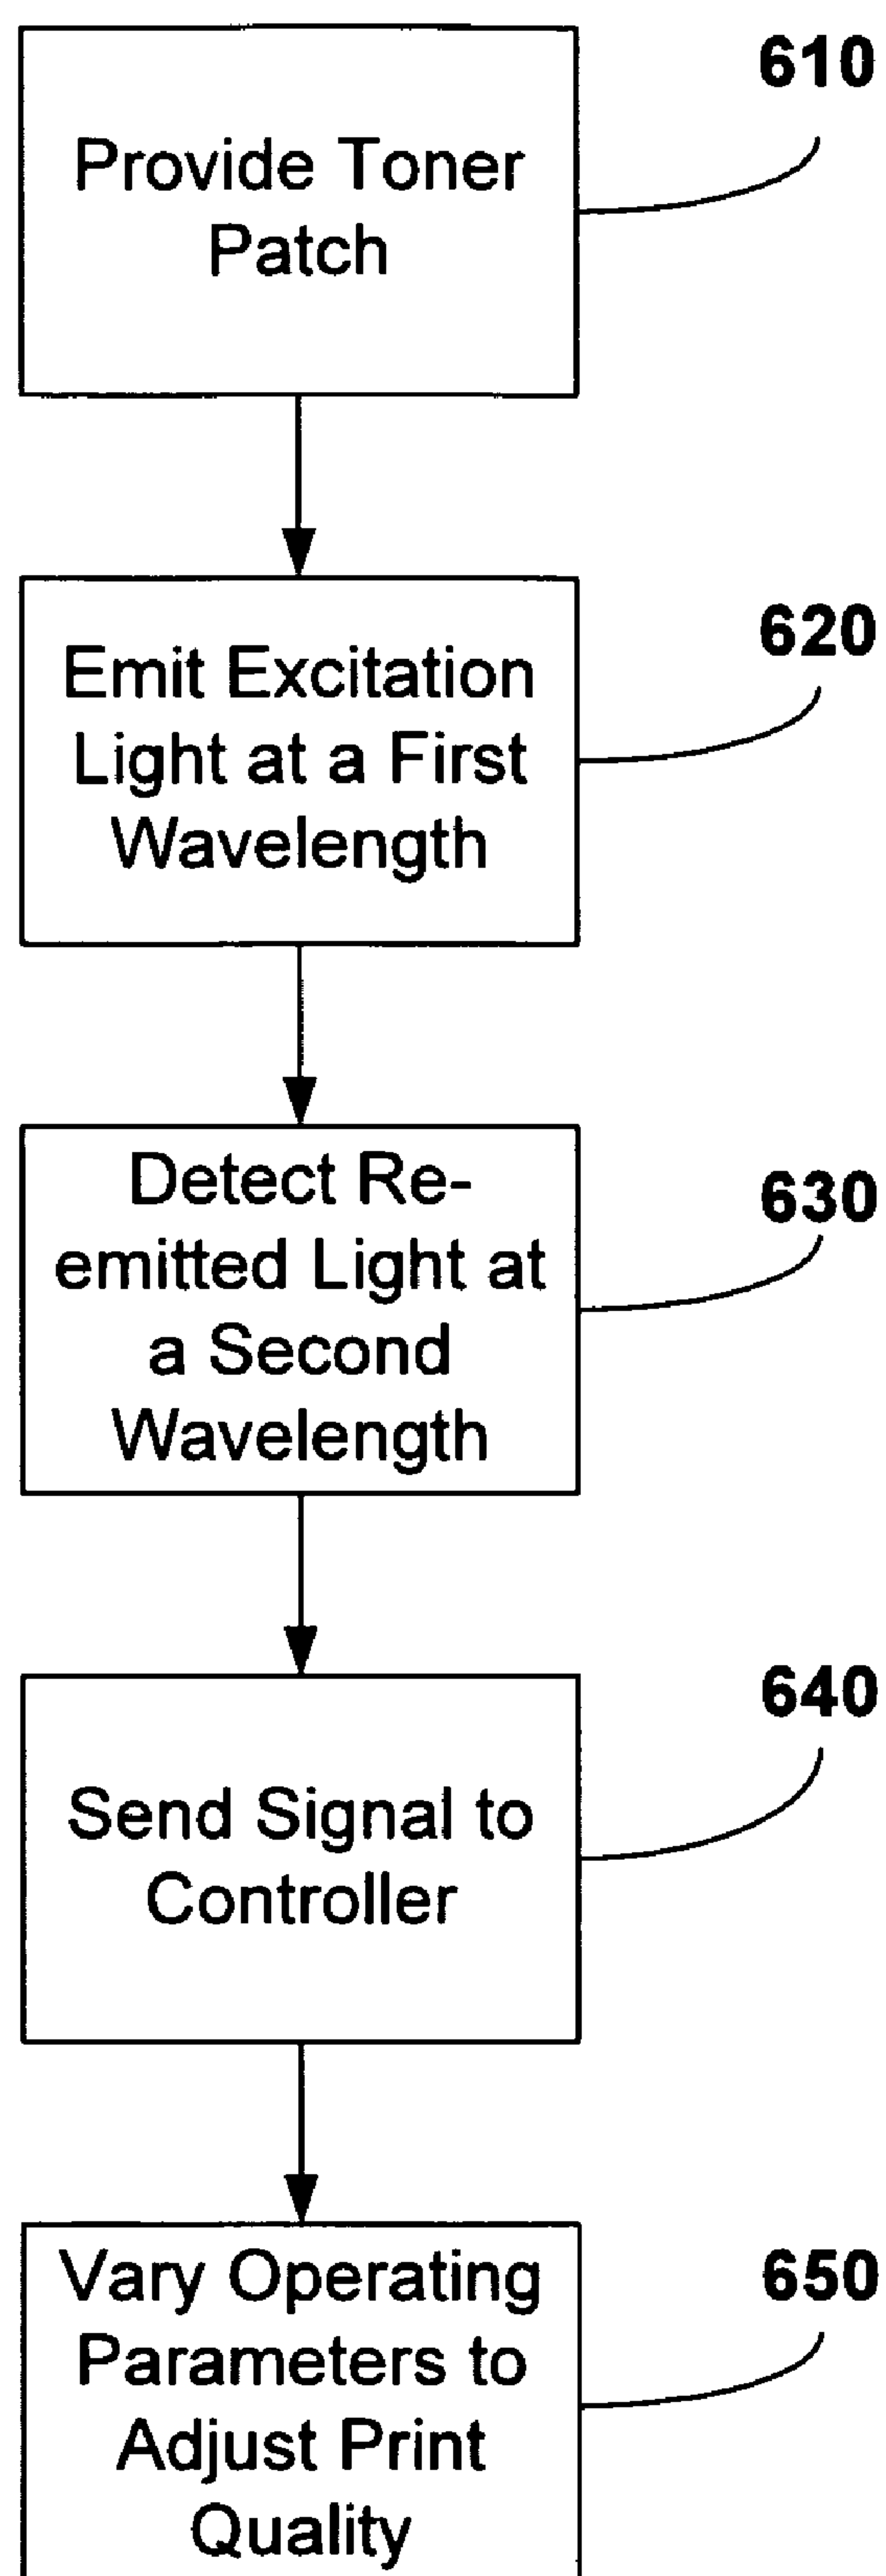 610
Provide Toner
Patch
620
Emit Excitation
Light at a First
Wavelength
630
Detect Re-
emitted Light at
a Second
Wavelength
640
Send Signal to
Controller
650
Vary Operating
Parameters to
Adjust Print
Quality